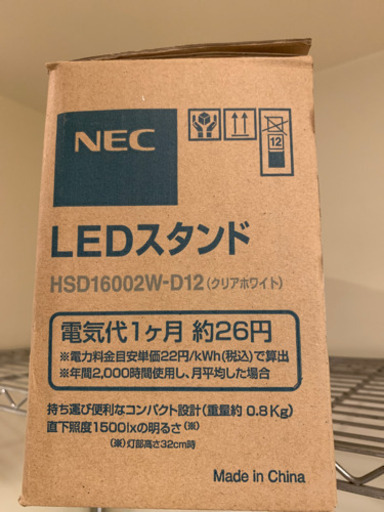 NEC
12
LEDスタンド
HSD16002W-D12(クリアホワイト)
電気代1ヶ月 約26円
※電力料金目安単価22円/kWh(税込)で算出
※年間2,000時間使用し、月平均した場合
持ち運び便利なコンパクト設計(重量約 0.8Kg)
直下照度1500lxの明るさ(※)
(※)灯部高さ32cm時
Made in China